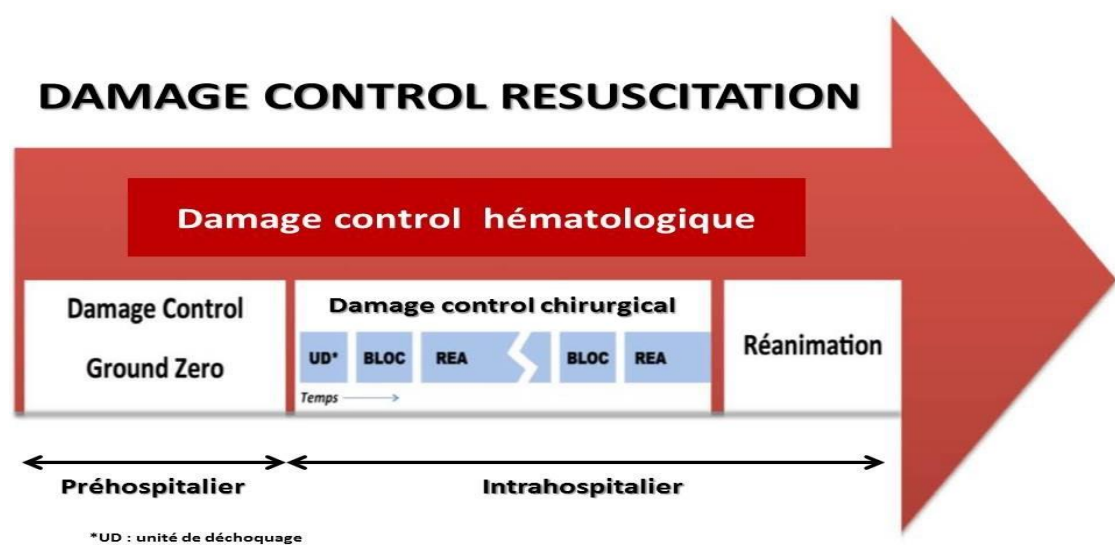 DAMAGE CONTROL RESUSCITATION
Damage control hématologique
Damage Control
Ground Zero
Damage control chirurgical
UD* BLOC REA BLOC REA
Temps
Réanimation
Préhospitalier
Intrahospitalier
*UD : unité de déchoquage